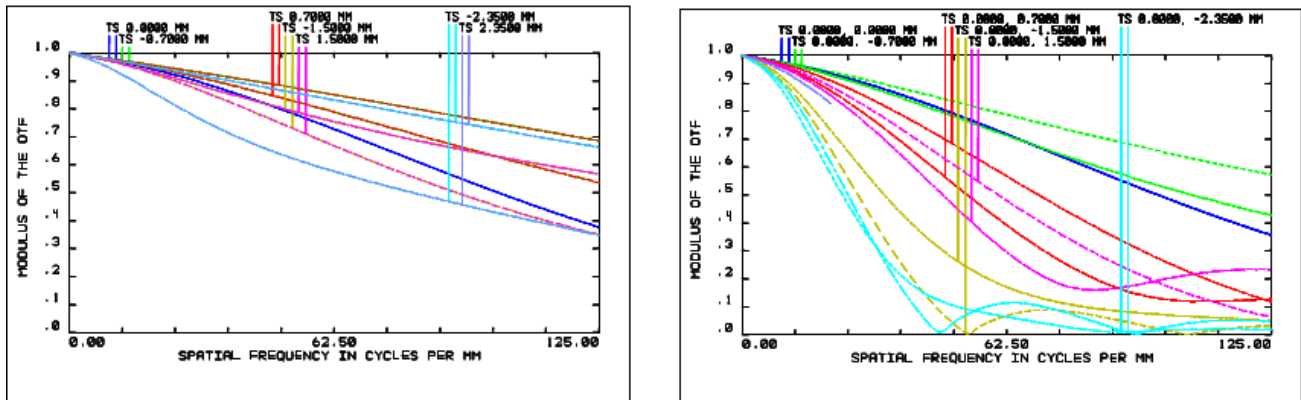 TS 0.0000 MM
TS -0.7000 MM
TS 0.7000 MM
TS -1.5000 MM
TS 1.5000 MM
TS -2.3500 MM
TS 2.3500 MM
MODULUS OF THE OTF
1.0
.9
.8
.7
.6
.5
.4
.3
.2
.1
.0
0.00
62.50
125.00
SPATIAL FREQUENCY IN CYCLES PER MM
TS 0.0000, 0.0000 MM
TS 0.0000, -0.7000 MM
TS 0.0000, 0.7000 MM
TS 0.0000, -1.5000 MM
TS 0.0000, 1.5000 MM
TS 0.0000, -2.3500 MM
MODULUS OF THE OTF
1.0
.9
.8
.7
.6
.5
.4
.3
.2
.1
.0
0.00
62.50
125.00
SPATIAL FREQUENCY IN CYCLES PER MM